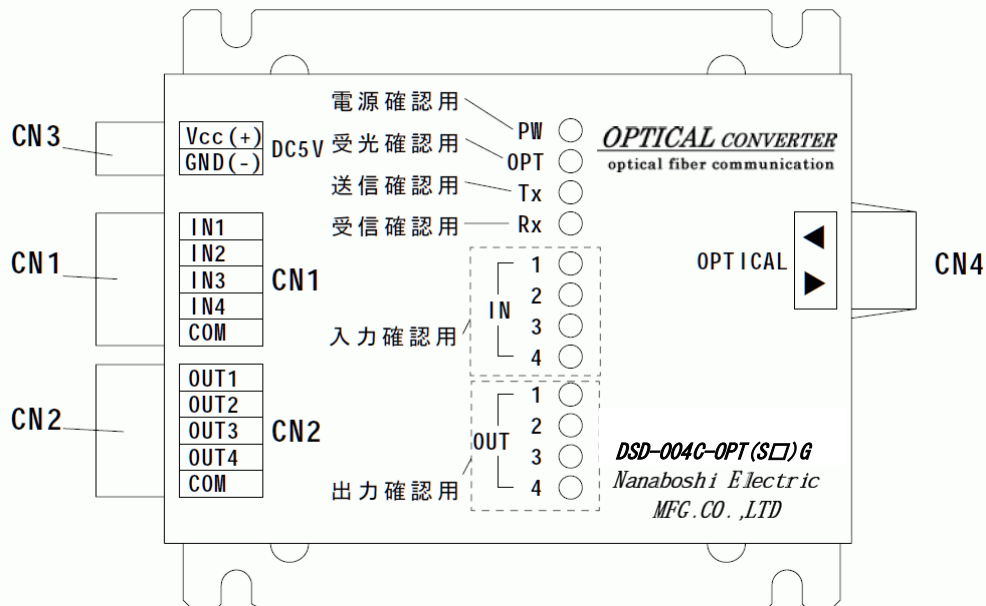 CN3
Vcc(+)
GND(-)
DC5V
電源確認用
PW
受光確認用
OPT
送信確認用
Tx
受信確認用
Rx
OPTICAL CONVERTER
optical fiber communication
CN1
IN1
IN2
IN3
IN4
COM
CN1
入力確認用
IN
1
2
3
4
OPTICAL
◀
▶
CN4
CN2
OUT1
OUT2
OUT3
OUT4
COM
CN2
出力確認用
OUT
1
2
3
4
DSD-004C-OPT(S□)G
Nanaboshi Electric
MFG.CO.,LTD